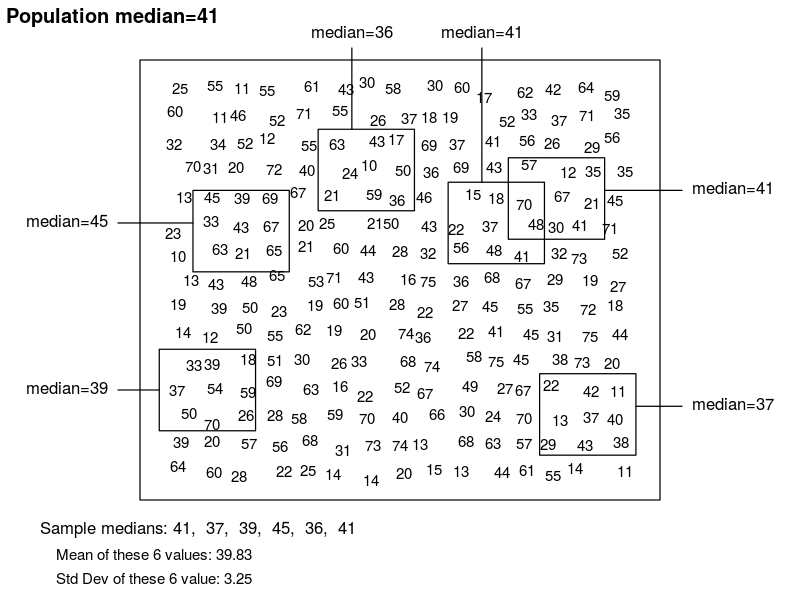 Population median=41
median=36 median=41
25 55 11 55 61 43 30 58 30 60 17 62 42 64 59
60 11 46 52 71 55 26 37 18 19 52 33 37 71 35
32 34 52 12 55 63 43 17 69 37 41 56 26 29 56
70 31 20 72 40 24 10 50 36 69 43 57 12 35 35
median=41
13 45 39 69 67 21 59 36 46 15 18 70 67 21 45
median=45
23 33 43 67 20 25 21 50 43 22 37 48 30 41 71
10 63 21 65 21 60 44 28 32 56 48 41 32 73 52
13 43 48 65 53 71 43 16 75 36 68 67 29 19 27
19 39 50 23 19 60 51 28 22 27 45 55 35 72 18
14 12 50 55 62 19 20 74 36 22 41 45 31 75 44
33 39 18 51 30 26 33 68 74 58 75 45 38 73 20
median=39
37 54 59 69 63 16 22 52 67 49 27 67 22 42 11
median=37
50 70 26 28 58 59 70 40 66 30 24 70 13 37 40
39 20 57 56 68 31 73 74 13 68 63 57 29 43 38
64 60 28 22 25 14 14 20 15 13 44 61 55 14 11
Sample medians: 41, 37, 39, 45, 36, 41
Mean of these 6 values: 39.83
Std Dev of these 6 value: 3.25